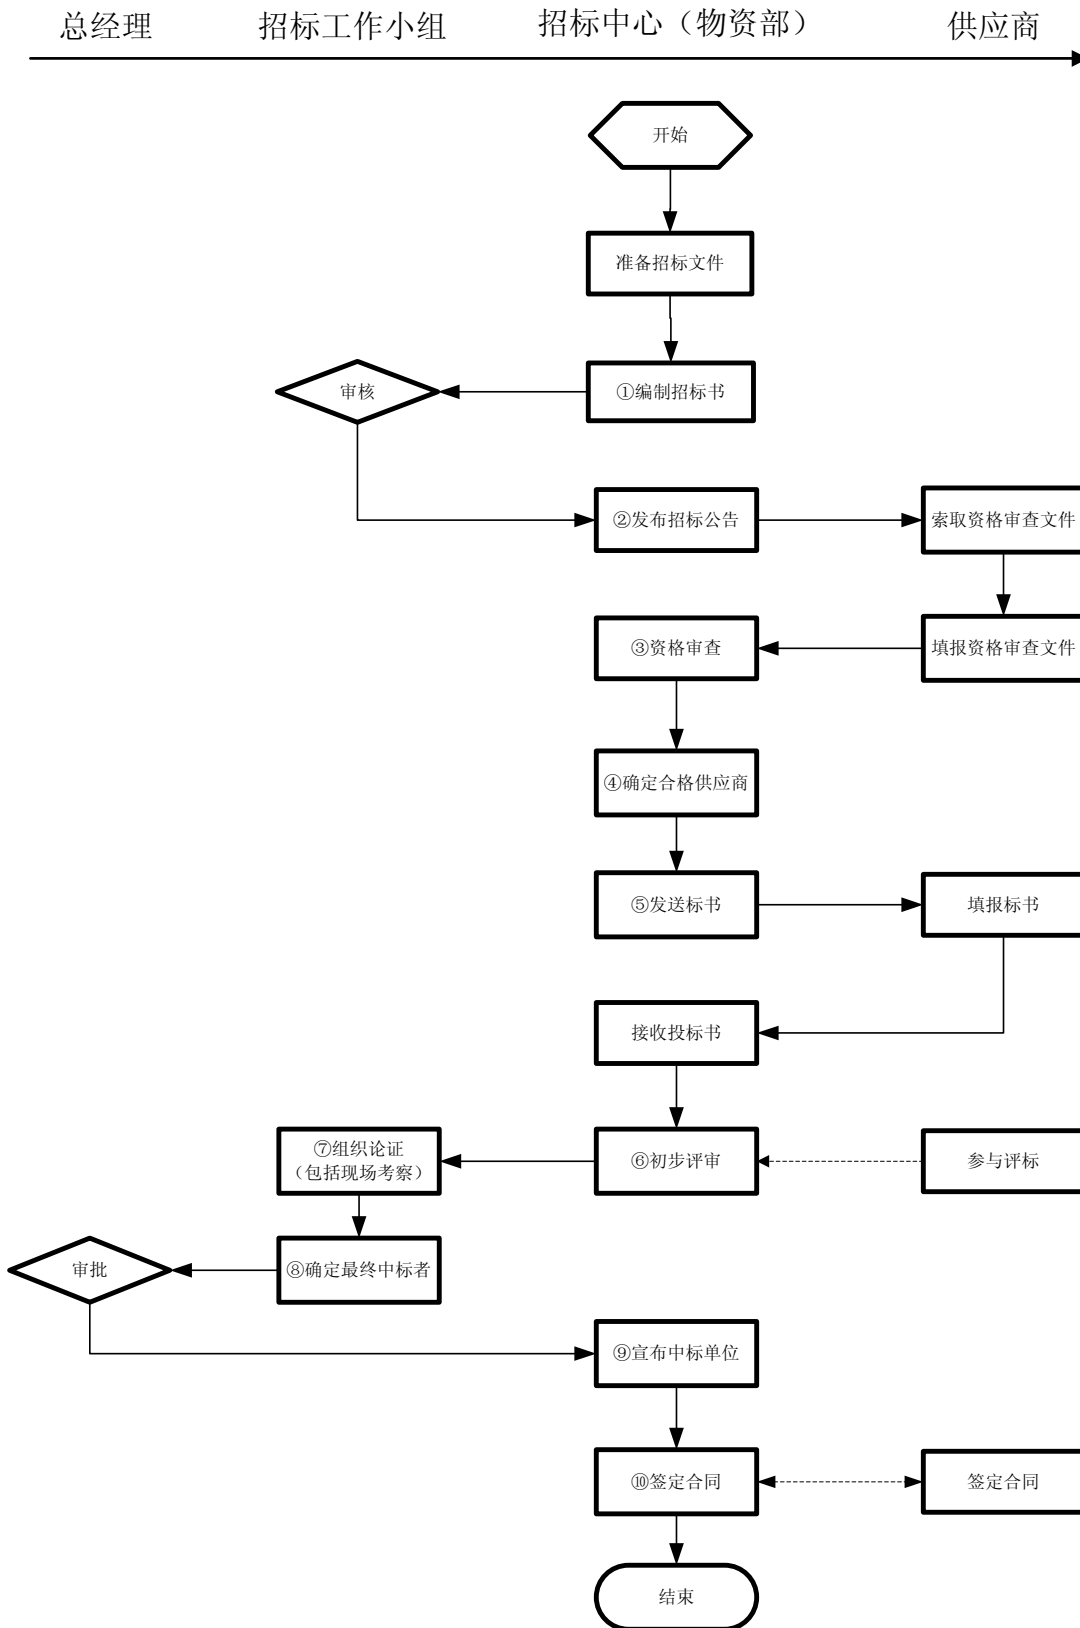 总经理
招标工作小组
招标中心（物资部）
供应商
开始
准备招标文件
审核
①编制招标书
②发布招标公告
索取资格审查文件
③资格审查
填报资格审查文件
④确定合格供应商
⑤发送标书
填报标书
接收投标书
⑦组织论证
（包括现场考察）
⑥初步评审
参与评标
审批
⑧确定最终中标者
⑨宣布中标单位
⑩签定合同
签定合同
结束